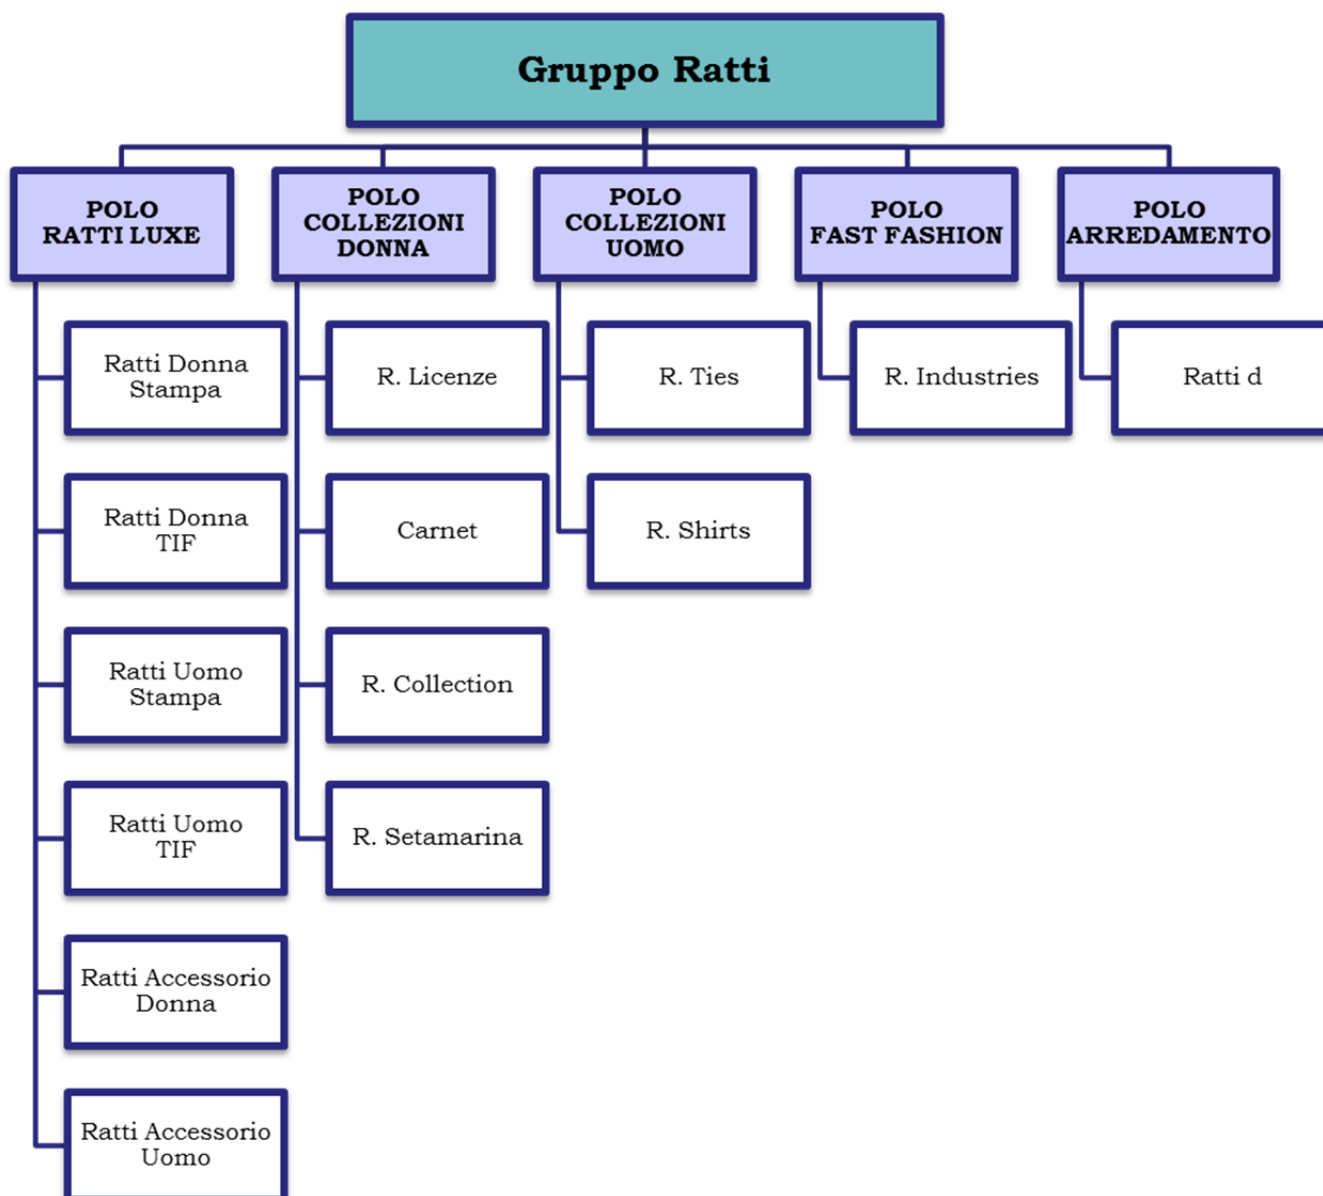 Gruppo Ratti
POLO
RATTI LUXE
POLO
COLLEZIONI
DONNA
POLO
COLLEZIONI
UOMO
POLO
FAST FASHION
POLO
ARREDAMENTO
Ratti Donna
Stampa
Ratti Donna
TIF
Ratti Uomo
Stampa
Ratti Uomo
TIF
Ratti Accessorio
Donna
Ratti Accessorio
Uomo
R. Licenze
Carnet
R. Collection
R. Setamarina
R. Ties
R. Shirts
R. Industries
Ratti d